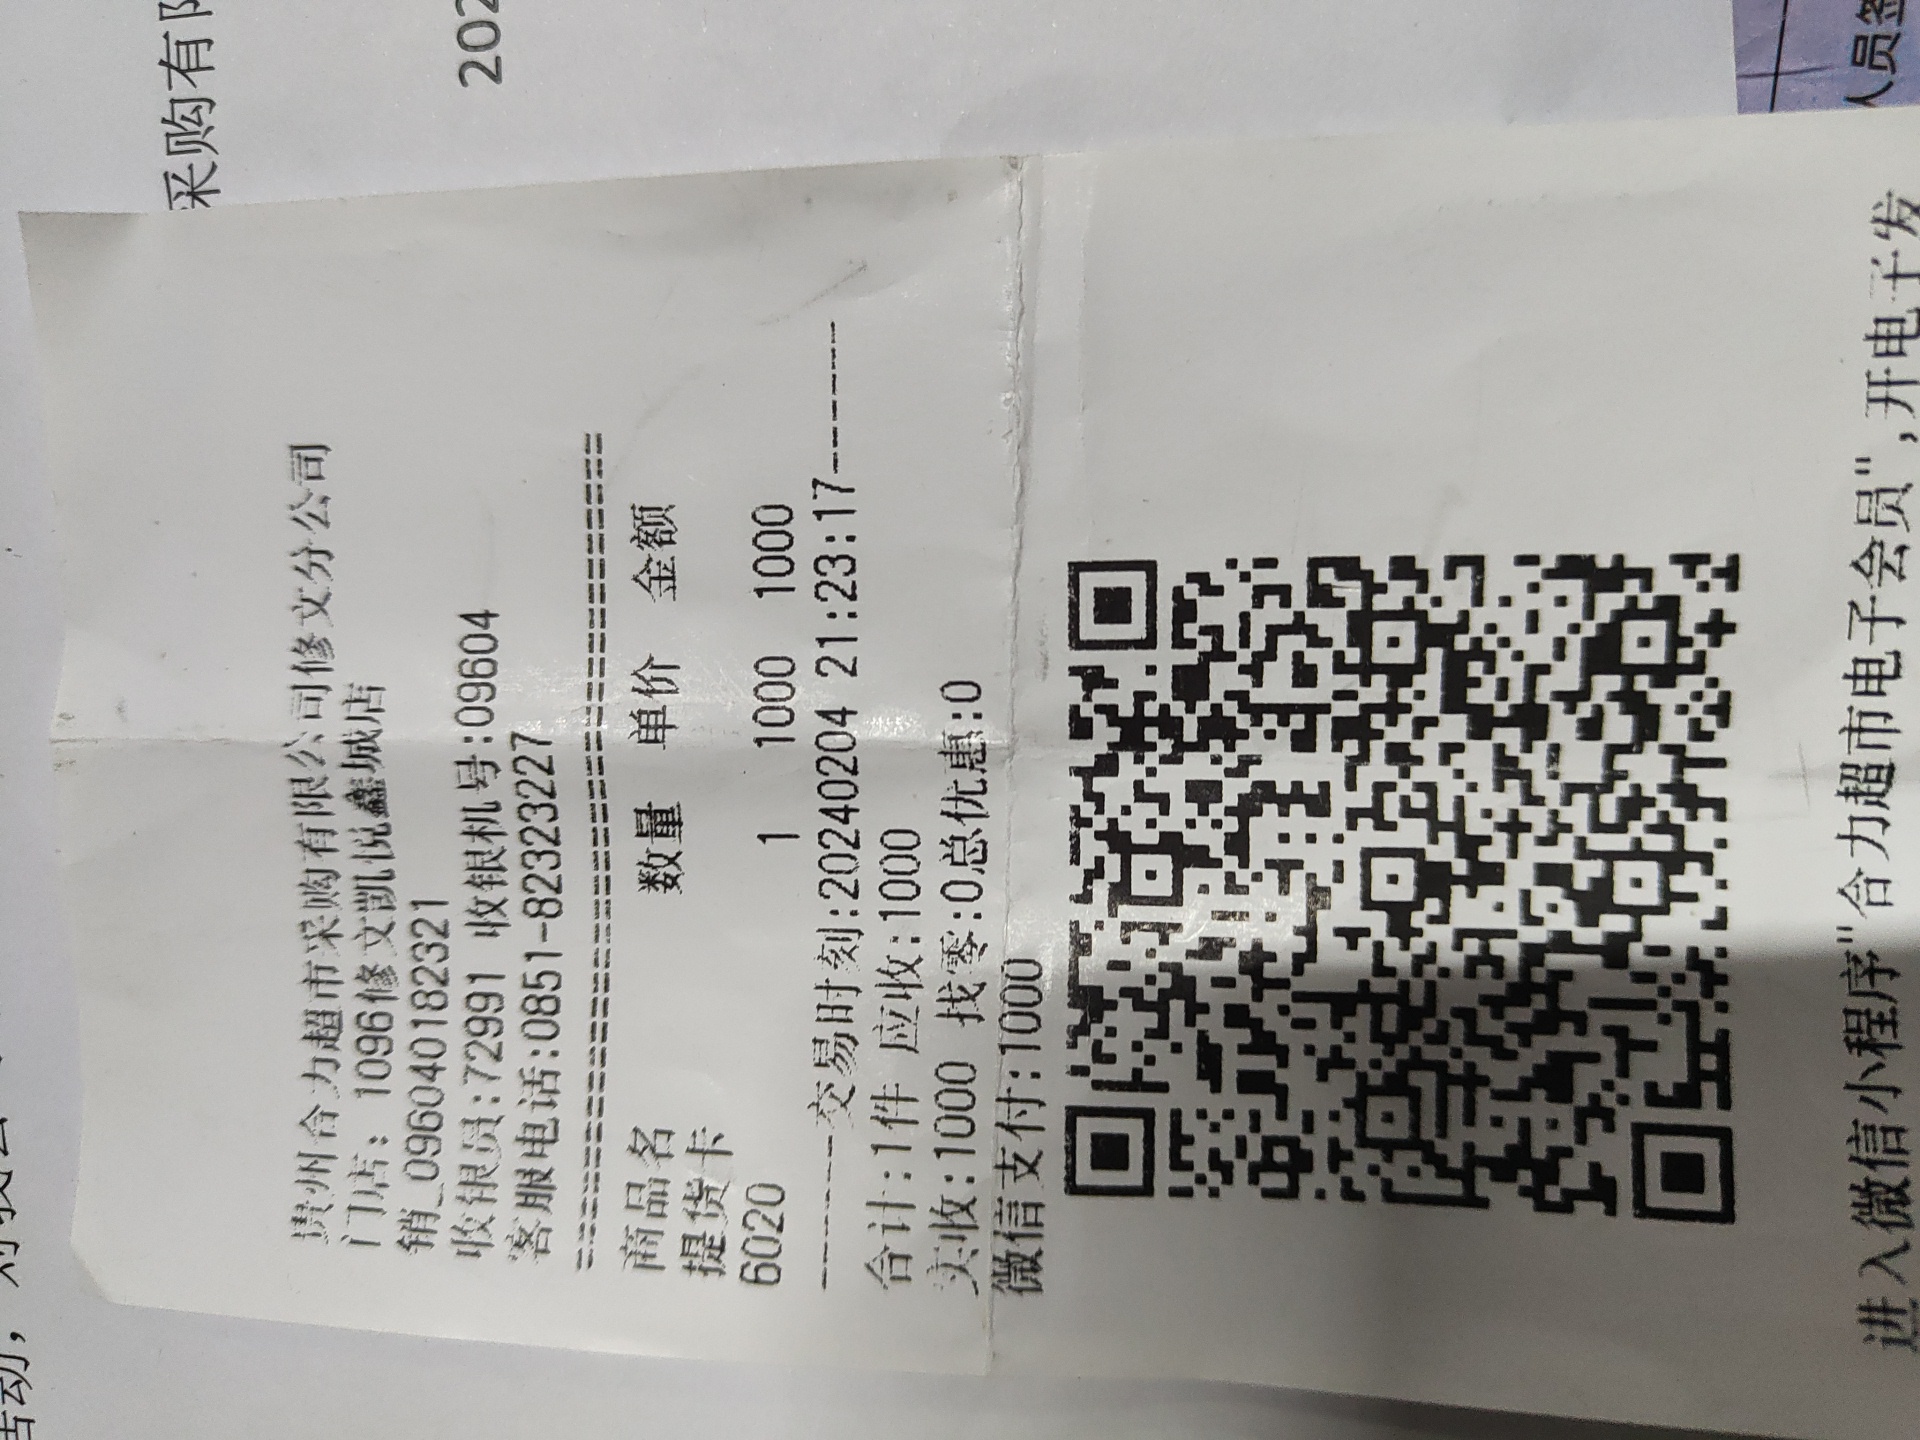 贵州合力超市采购有限公司修文分公司
门店: 1096修文凯悦鑫城店
销_096040182321
收银员:72991 收银机号:09604
客服电话:0851-82323227
商品名 数量 单价 金额
提货卡
6020 1 1000 1000
------交易时刻:20240204 21:23:17------
合计:1件 应收:1000
实收:1000 找零:0总优惠:0
微信支付:1000
进入微信小程序"合力超市电子会员",开电子发
采购有
202
人员签
活动,